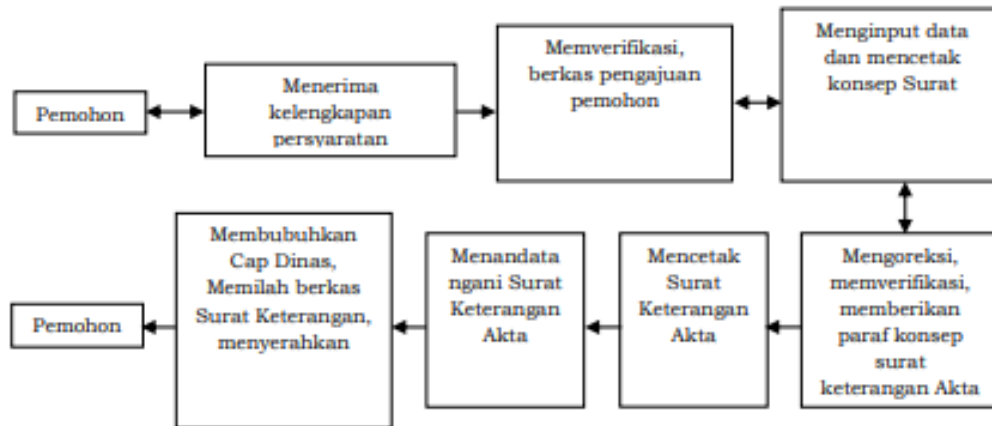 Pemohon
Menerima
kelengkapan
persyaratan
Memverifikasi,
berkas pengajuan
pemohon
Menginput data
dan mencetak
konsep Surat
Mengoreksi,
memverifikasi,
memberikan
paraf konsep
surat
keterangan Akta
Mencetak
Surat
Keterangan
Akta
Menandata
ngani Surat
Keterangan
Akta
Membubuhkan
Cap Dinas,
Memilah berkas
Surat Keterangan,
menyerahkan
Pemohon